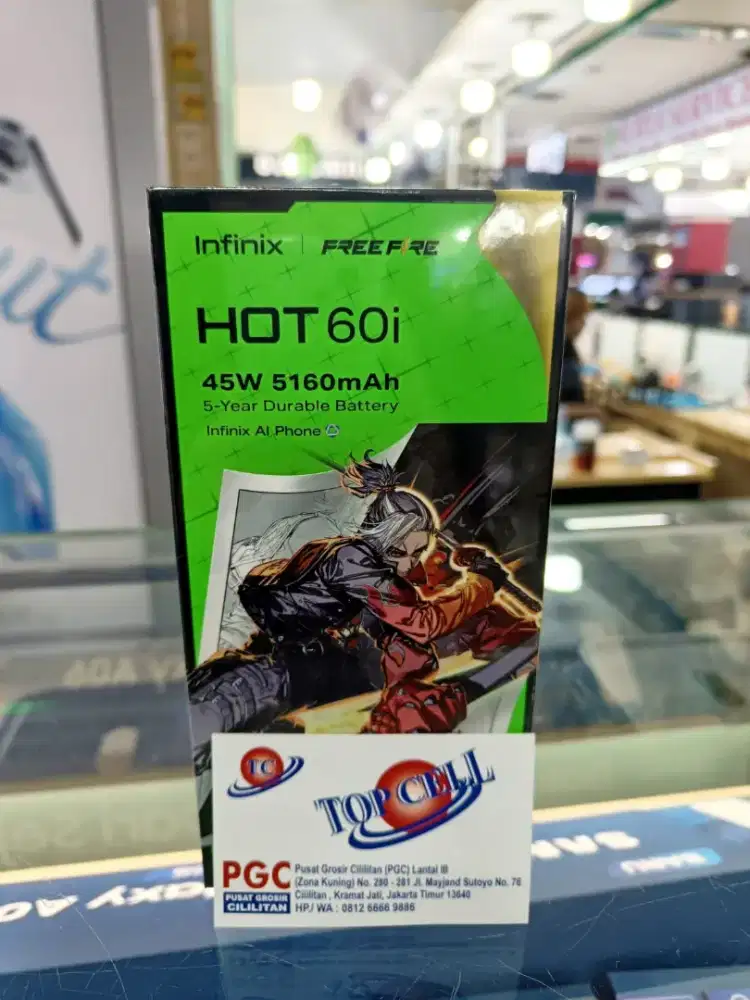 Infinix | FREE FIRE
HOT 60i
45W 5160mAh
5-Year Durable Battery
Infinix AI Phone
TC
TOP CELL
PGC
PUSAT GROSIR
CILILITAN
Pusat Grosir Cililitan (PGC) Lantai III
(Zona Kuning) No. 280 - 281 Jl. Mayjend Sutoyo No. 76
Cililitan , Kramat Jati, Jakarta Timur 13640
HP./ WA : 0812 6666 9886